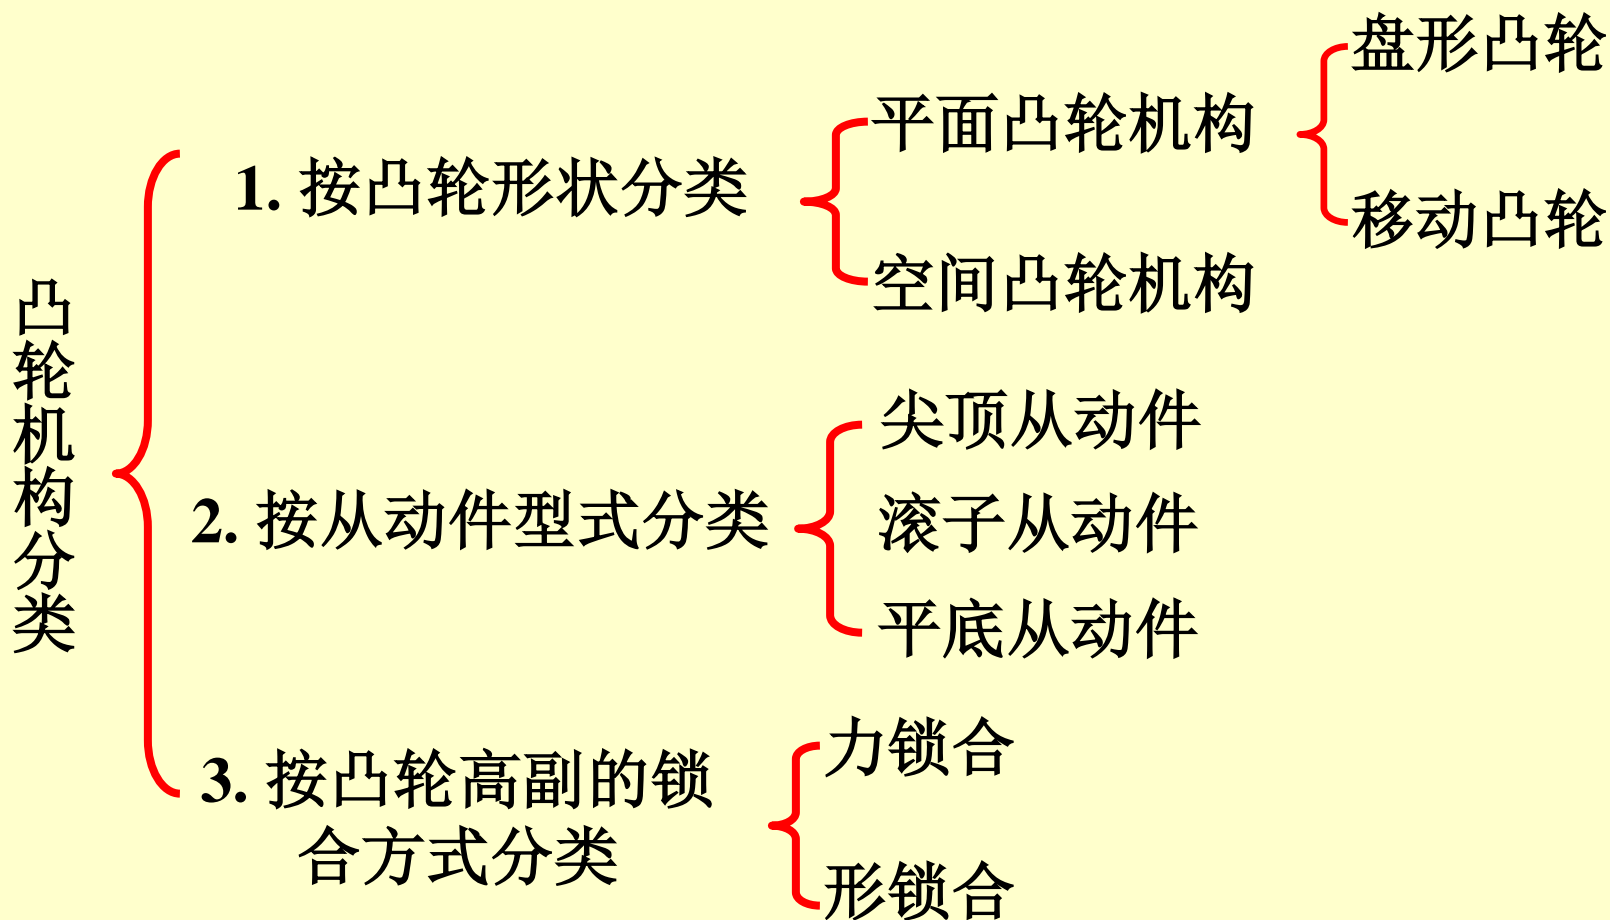 凸轮机构分类
1. 按凸轮形状分类
平面凸轮机构
盘形凸轮
移动凸轮
空间凸轮机构
2. 按从动件型式分类
尖顶从动件
滚子从动件
平底从动件
3. 按凸轮高副的锁
合方式分类
力锁合
形锁合